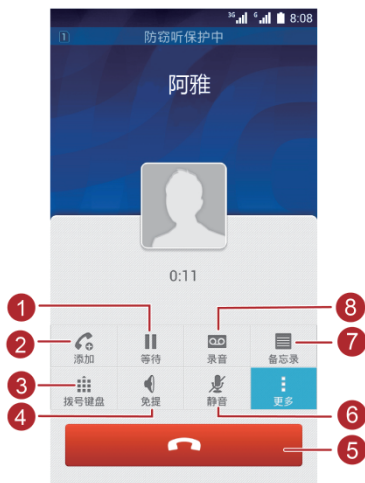 3G G 8:08
1 防窃听保护中
阿雅
0:11
1 8
2 添加 等待 录音 备忘录 7
3 拨号键盘 免提 静音 更多
4 6
5